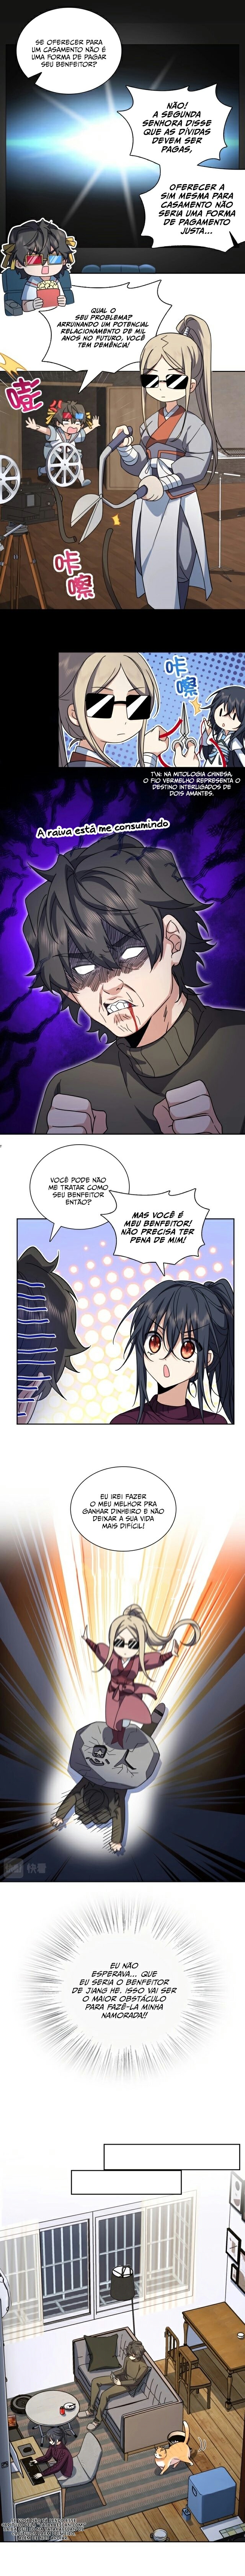 SE OFERECER PARA
UM CASAMENTO NÃO É
UMA FORMA DE PAGAR
SEU BENFEITOR?
NÃO!
A SEGUNDA
SENHORA DISSE
QUE AS DÍVIDAS
DEVEM SER
PAGAS,
OFERECER A
SIM MESMA PARA
CASAMENTO NÃO
SERIA UMA FORMA
DE PAGAMENTO
JUSTA...
QUAL O
SEU PROBLEMA?
ARRUINANDO UM POTENCIAL
RELACIONAMENTO DE MIL
ANOS NO FUTURO, VOCÊ
TEM DEMÊNCIA!
咔
嚓
咔
嚓
T\N: NA MITOLOGIA CHINESA,
O FIO VERMELHO REPRESENTA O
DESTINO INTERLIGADOS DE
DOIS AMANTES.
A raiva está me consumindo
VOCÊ PODE NÃO
ME TRATAR COMO
SEU BENFEITOR
ENTÃO?
MAS VOCÊ É
MEU BENFEITOR!
NÃO PRECISA TER
PENA DE MIM!
EU IREI FAZER
O MEU MELHOR PRA
GANHAR DINHEIRO E NÃO
DEIXAR A SUA VIDA
MAIS DIFÍCIL!
快看
EU NÃO
ESPERAVA... QUE
EU SERIA O BENFEITOR
DE JIANG HE. ISSO VAI SER
O MAIOR OBSTÁCULO
PARA FAZÊ-LA MINHA
NAMORADA!!